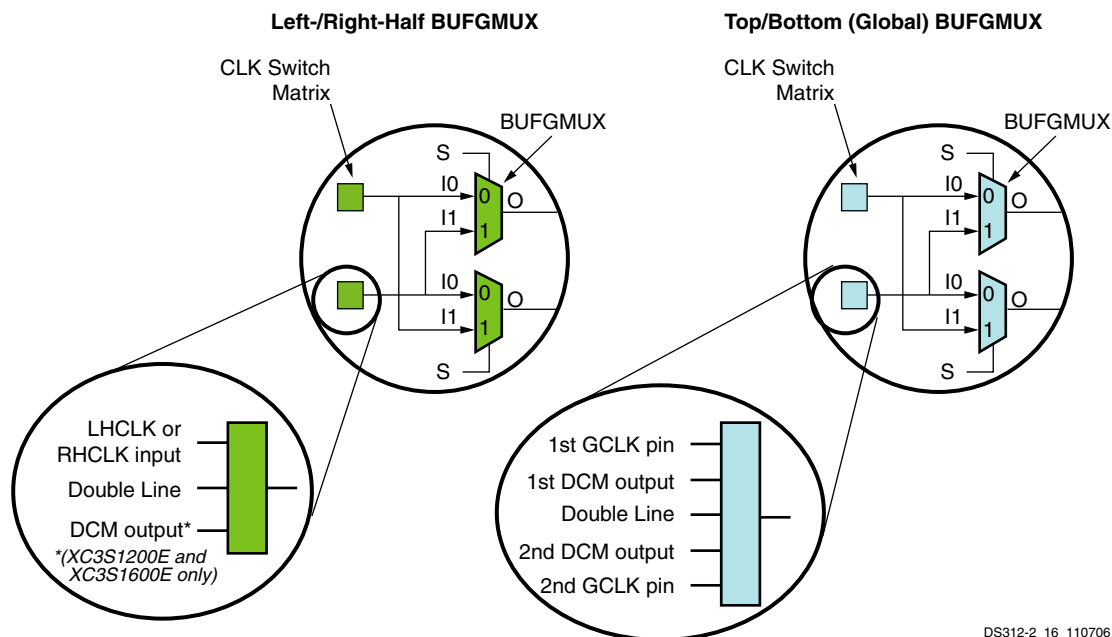 Left-/Right-Half BUFGMUX
CLK Switch
Matrix
BUFGMUX
S
I0
0
O
I1
1
I0
0
O
I1
1
S
LHCLK or
RHCLK input
Double Line
DCM output*
*(XC3S1200E and
XC3S1600E only)
Top/Bottom (Global) BUFGMUX
CLK Switch
Matrix
BUFGMUX
S
I0
0
O
I1
1
I0
0
O
I1
1
S
1st GCLK pin
1st DCM output
Double Line
2nd DCM output
2nd GCLK pin
DS312-2_16_110706